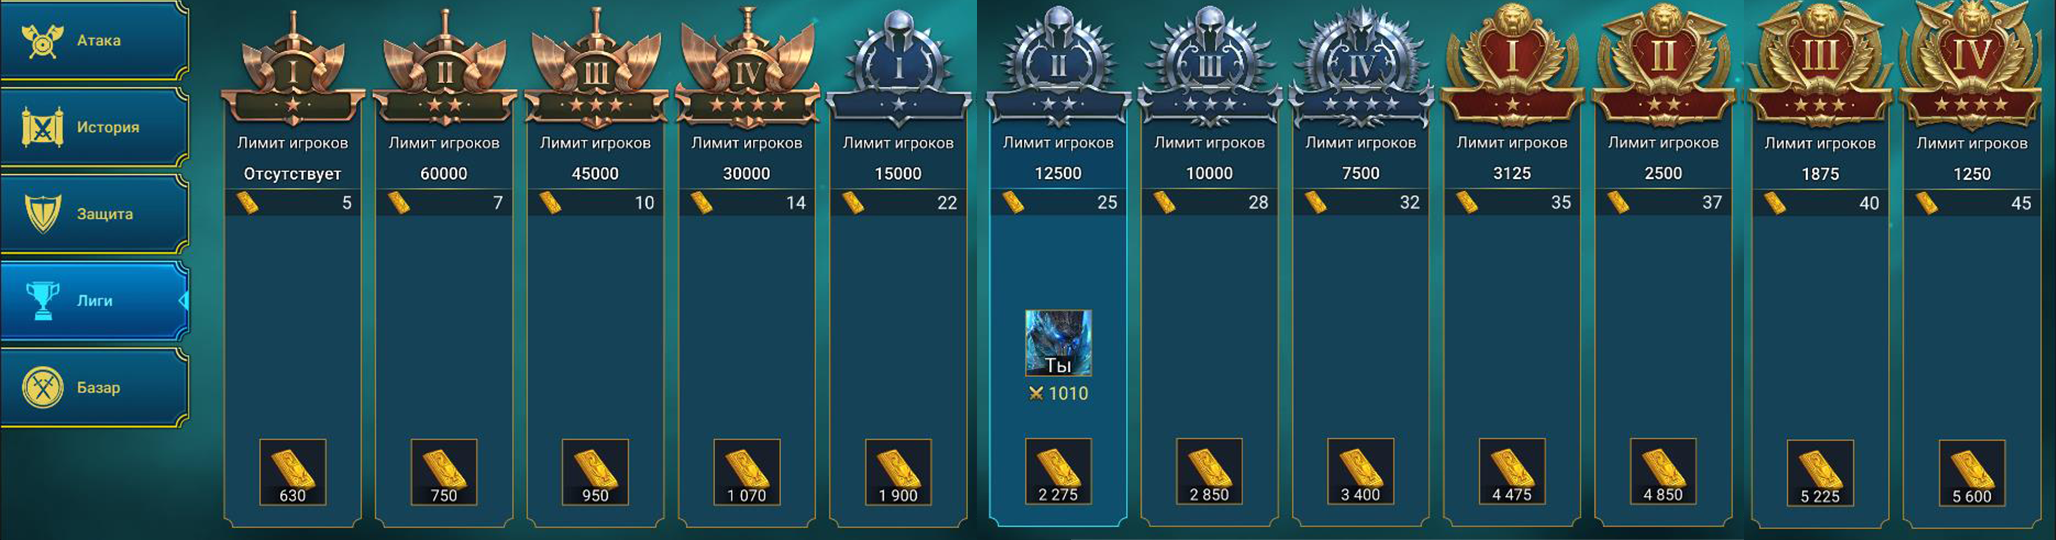 Атака
История
Защита
Лиги
Базар
I
Лимит игроков
Отсутствует
5
630
II
Лимит игроков
60000
7
750
III
Лимит игроков
45000
10
950
IV
Лимит игроков
30000
14
1 070
I
Лимит игроков
15000
22
1 900
II
Лимит игроков
12500
25
Ты
1010
2 275
III
Лимит игроков
10000
28
2 850
IV
Лимит игроков
7500
32
3 400
I
Лимит игроков
3125
35
4 475
II
Лимит игроков
2500
37
4 850
III
Лимит игроков
1875
40
5 225
IV
Лимит игроков
1250
45
5 600